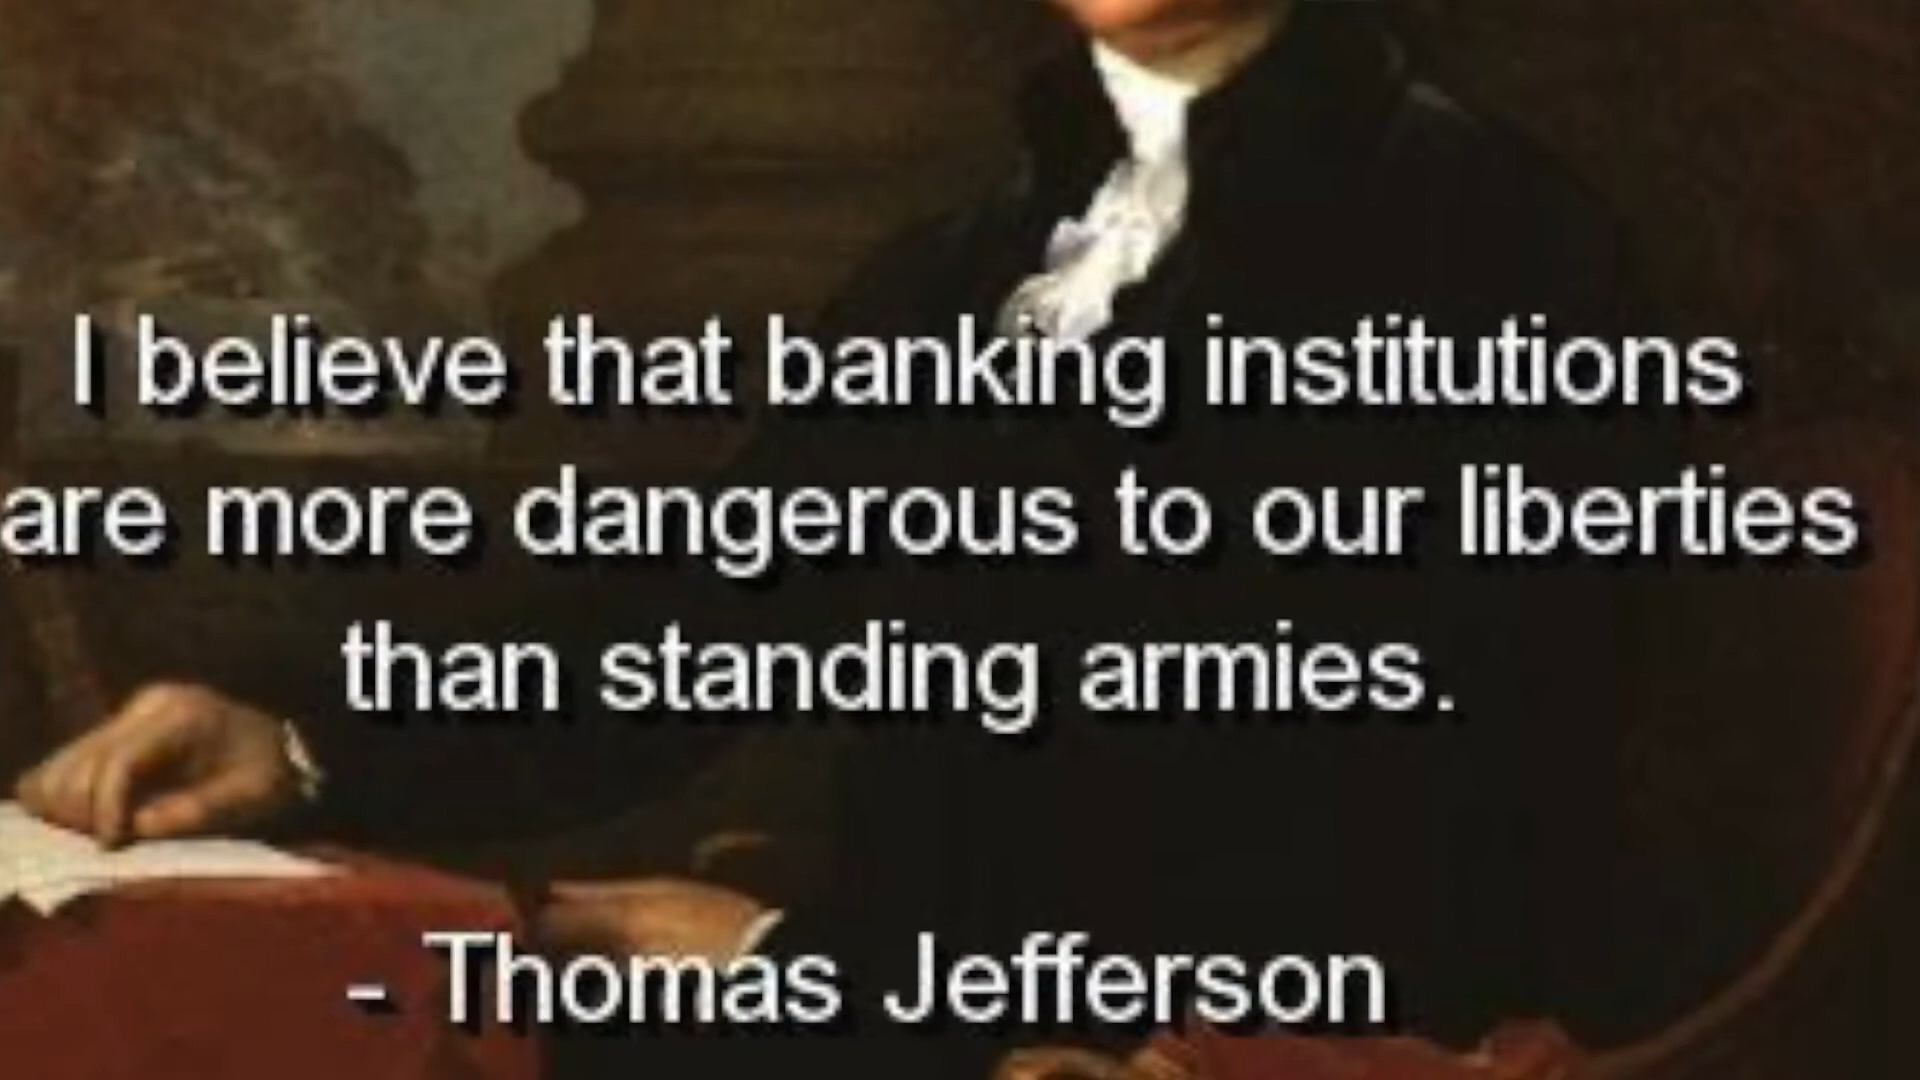 I believe that banking institutions
are more dangerous to our liberties
than standing armies.
- Thomas Jefferson